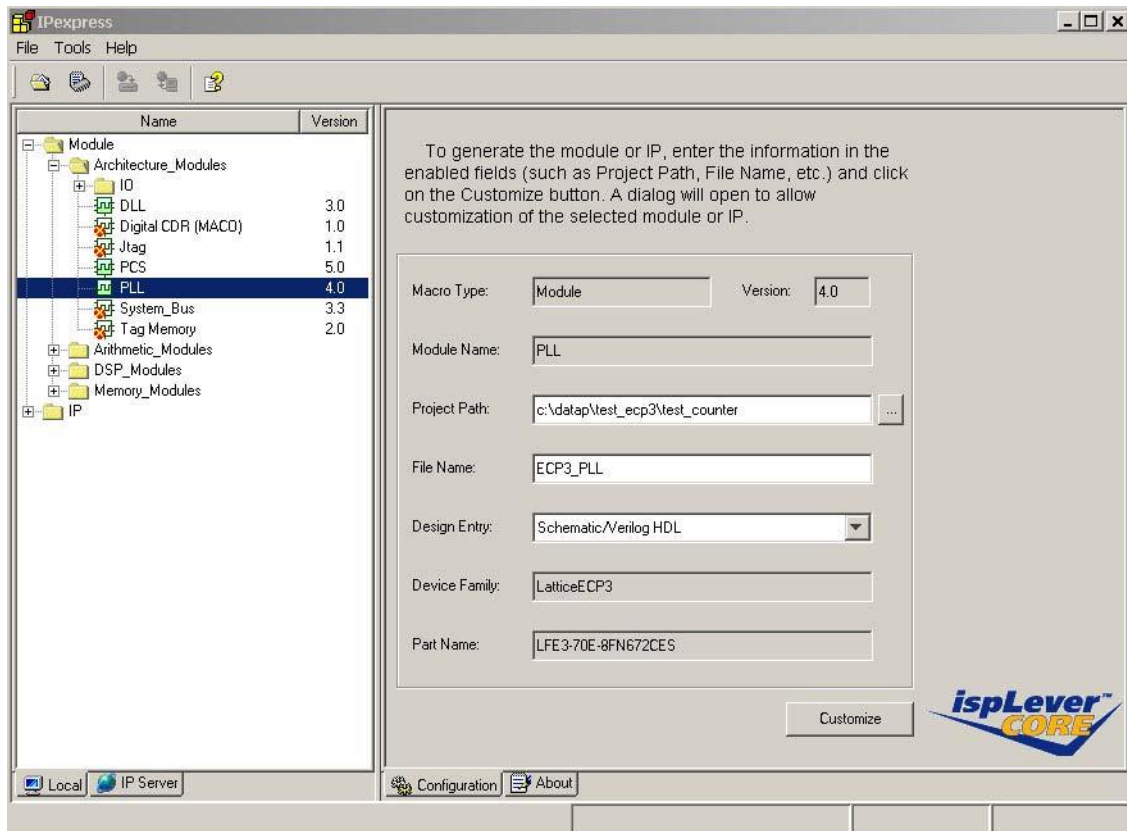 IPexpress
File Tools Help
Name Version
Module
Architecture_Modules
IO
DLL 3.0
Digital CDR (MACO) 1.0
Jtag 1.1
PCS 5.0
PLL 4.0
System_Bus 3.3
Tag Memory 2.0
Arithmetic_Modules
DSP_Modules
Memory_Modules
IP
Local IP Server
To generate the module or IP, enter the information in the
enabled fields (such as Project Path, File Name, etc.) and click
on the Customize button. A dialog will open to allow
customization of the selected module or IP.
Macro Type: Module Version: 4.0
Module Name: PLL
Project Path: c:\datap\test_ecp3\test_counter ...
File Name: ECP3_PLL
Design Entry: Schematic/Verilog HDL
Device Family: LatticeECP3
Part Name: LFE3-70E-8FN672CES
Customize
ispLever™
CORE
Configuration About